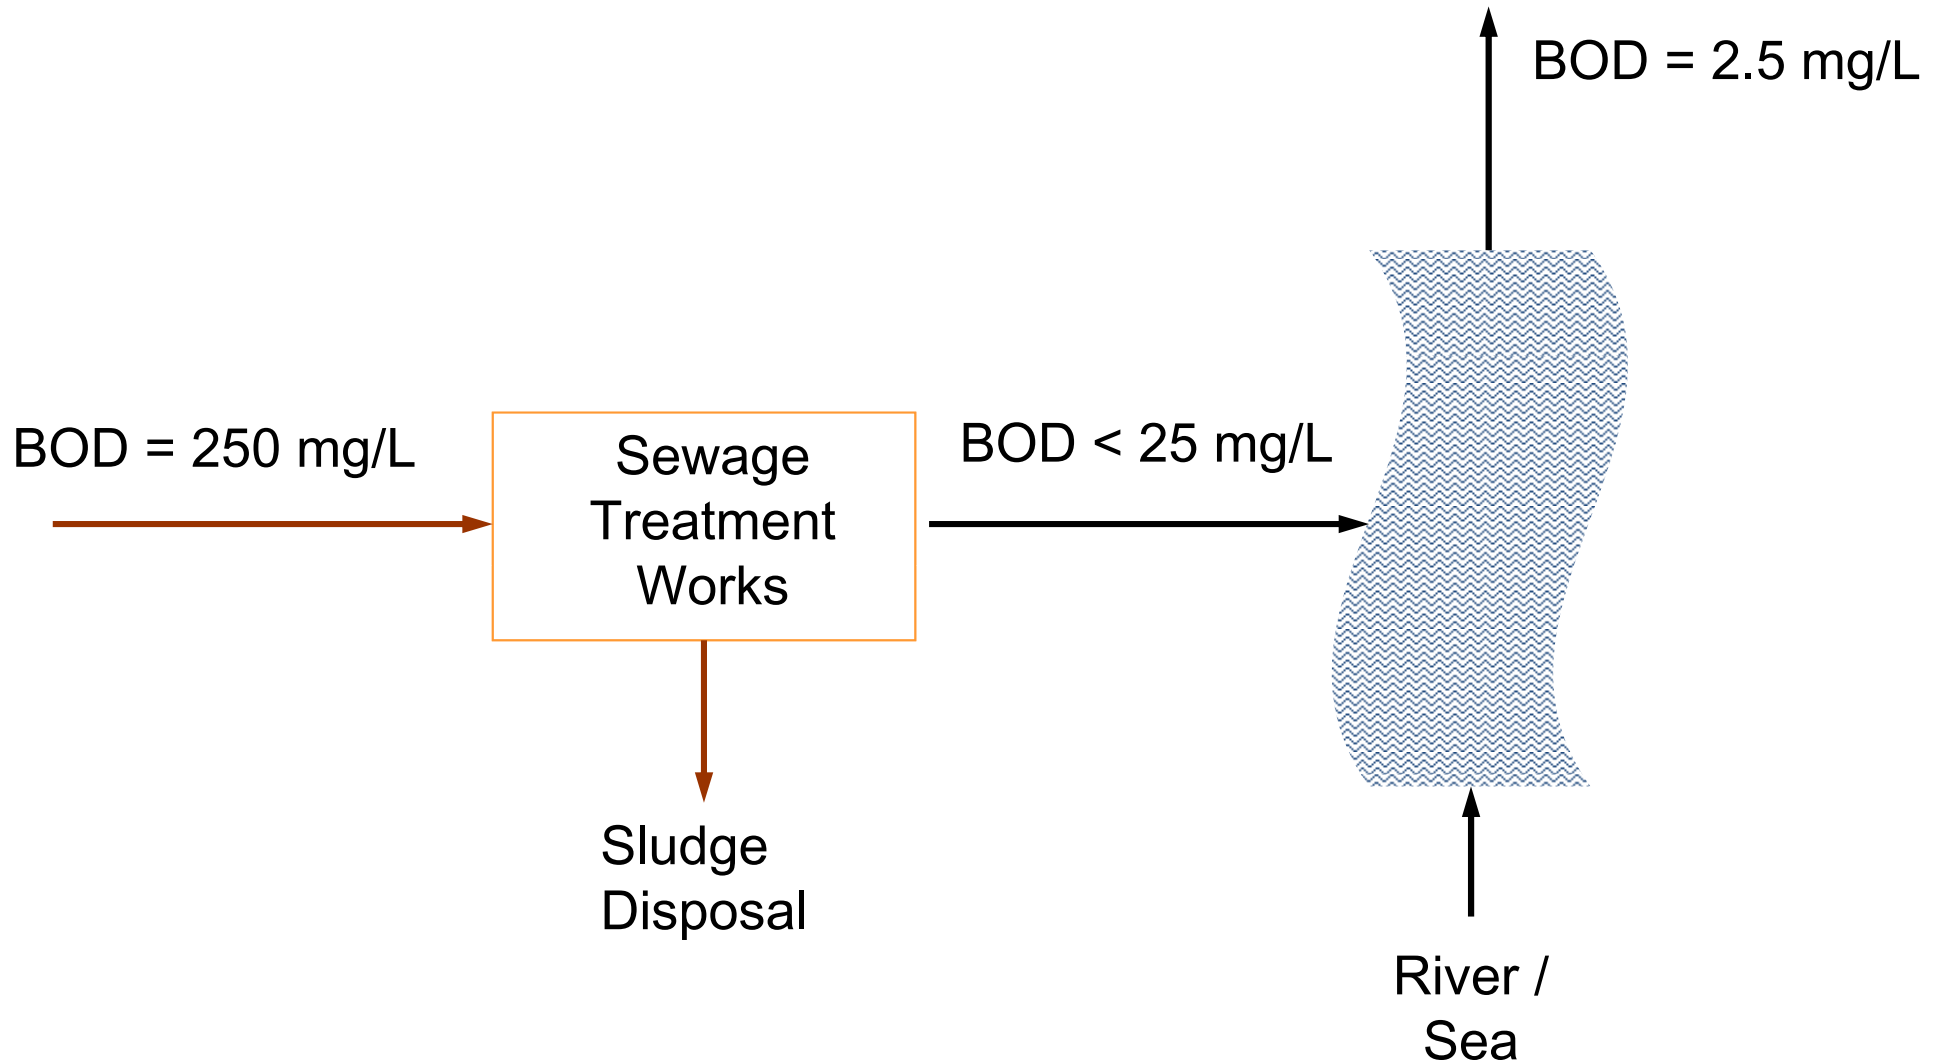 BOD = 2.5 mg/L
BOD = 250 mg/L
Sewage
Treatment
Works
BOD < 25 mg/L
Sludge
Disposal
River /
Sea